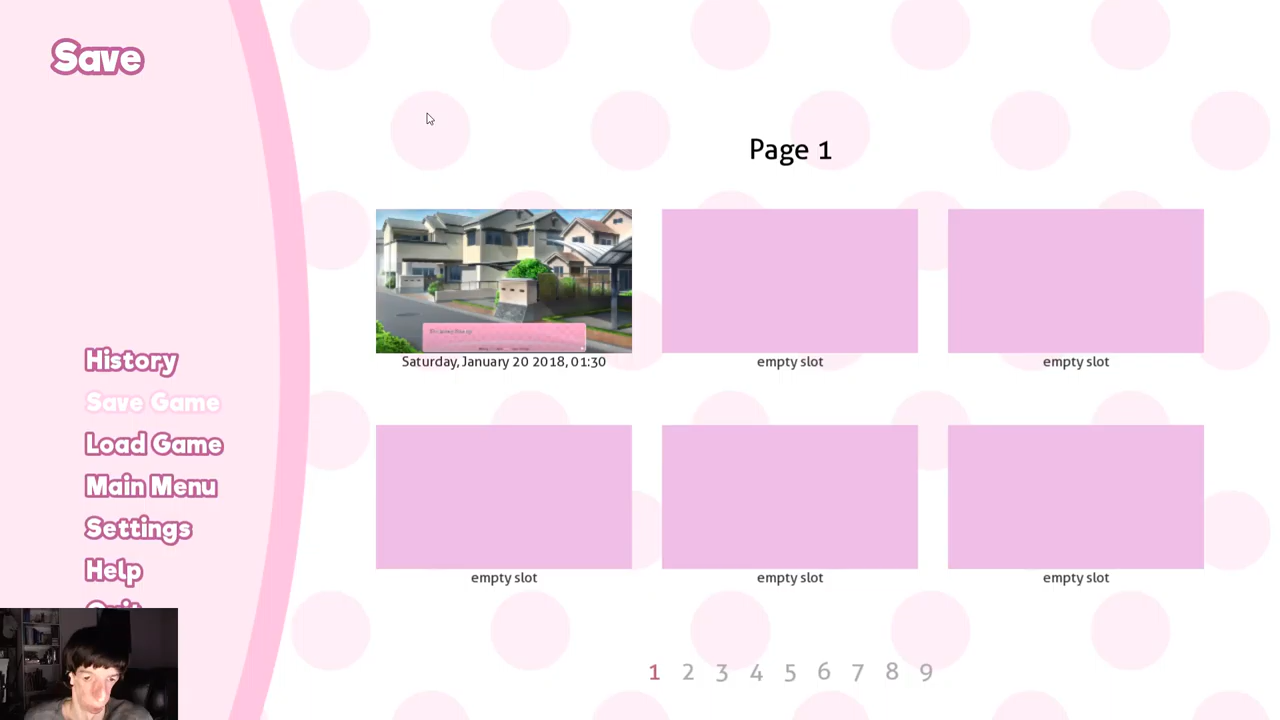 Save
Page 1
Saturday, January 20 2018, 01:30
empty slot
empty slot
History
Save Game
Load Game
Main Menu
Settings
Help
Quit
empty slot
empty slot
empty slot
1 2 3 4 5 6 7 8 9